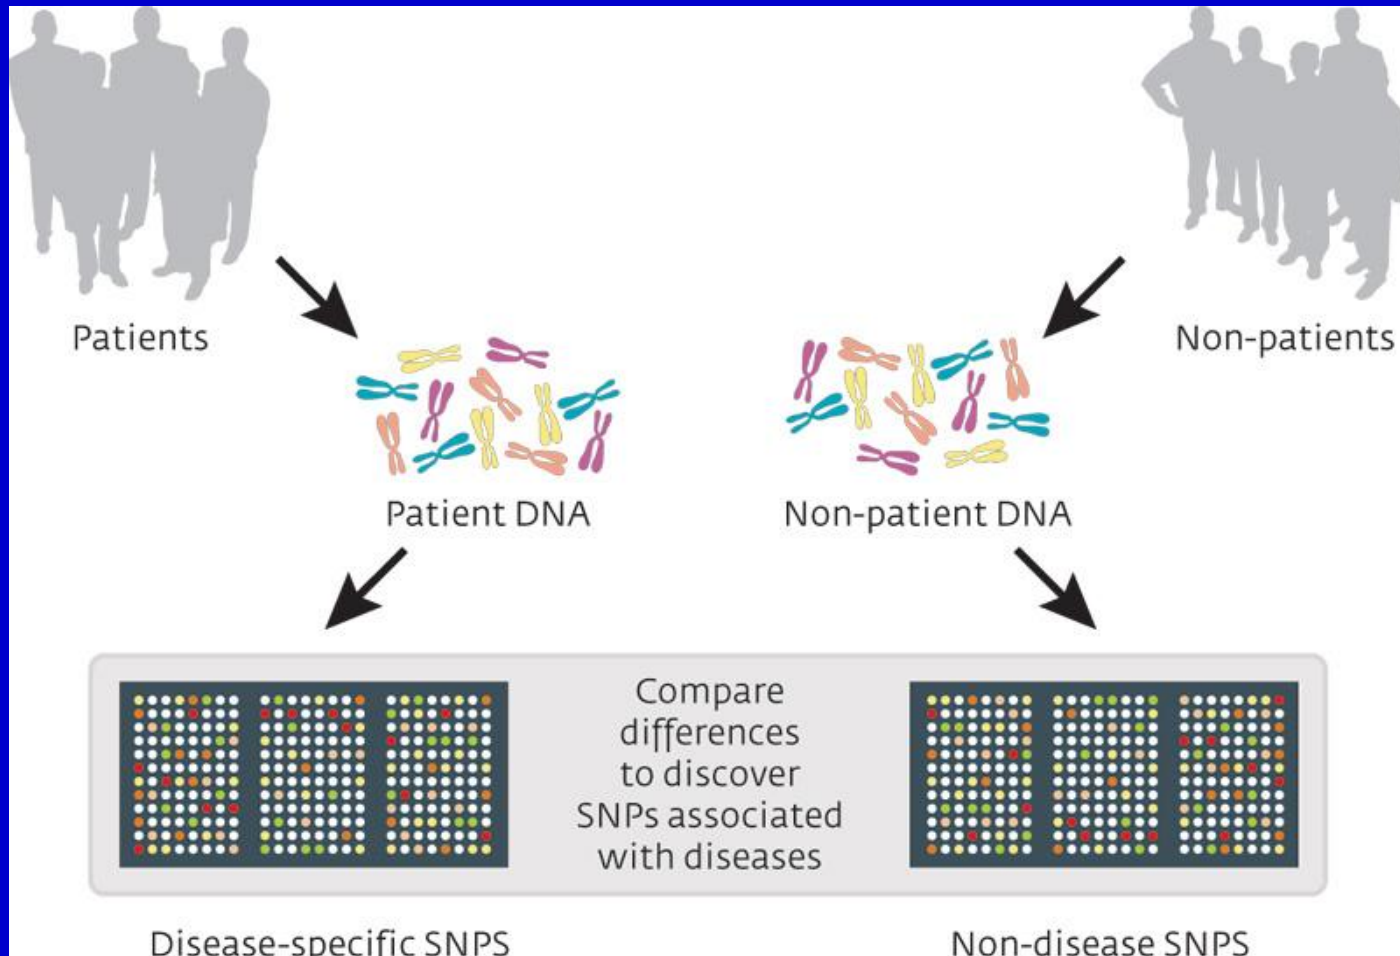 Patients
Non-patients
Patient DNA
Non-patient DNA
Compare
differences
to discover
SNPs associated
with diseases
Disease-specific SNPS
Non-disease SNPS